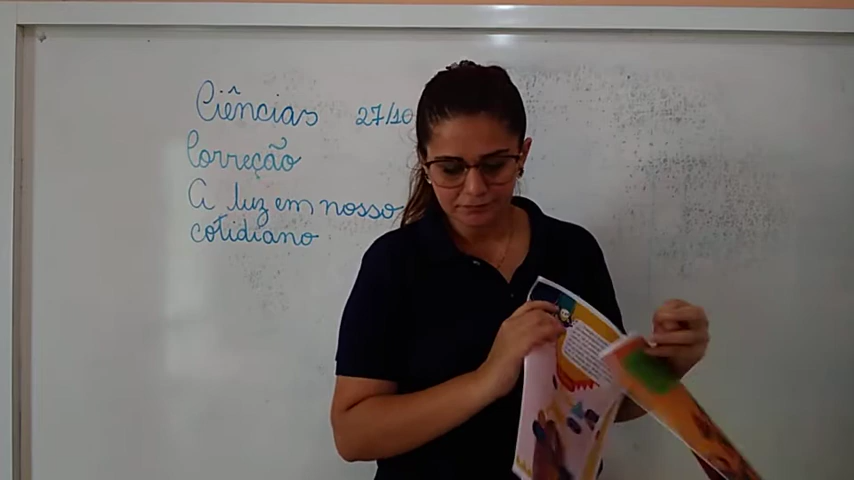 Ciências 27/10
Correção
A luz em nosso
cotidiano